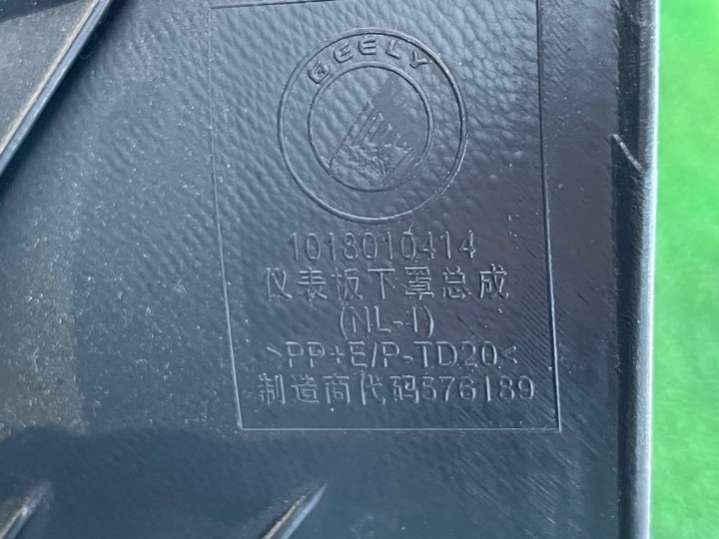 GEELY
1018010414
仪表板下罩总成
(NL-1)
>PP+E/P-TD20<
制造商代码576189